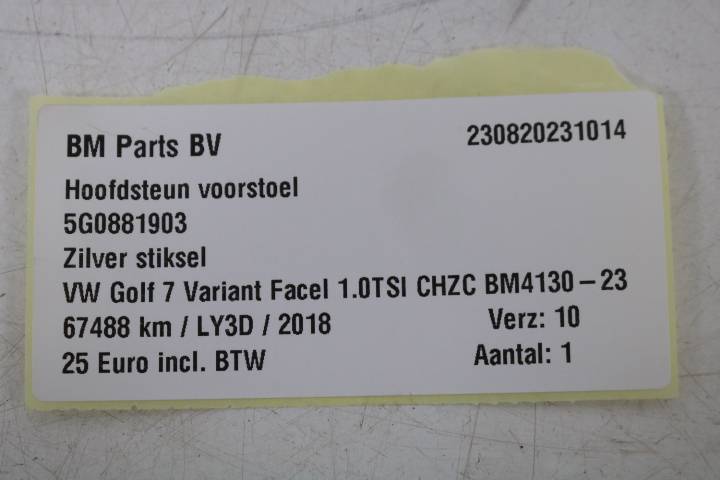 BM Parts BV 230820231014
Hoofdsteun voorstoel
5G0881903
Zilver stiksel
VW Golf 7 Variant Facel 1.0TSI CHZC BM4130-23
67488 km / LY3D / 2018 Verz: 10
25 Euro incl. BTW Aantal: 1